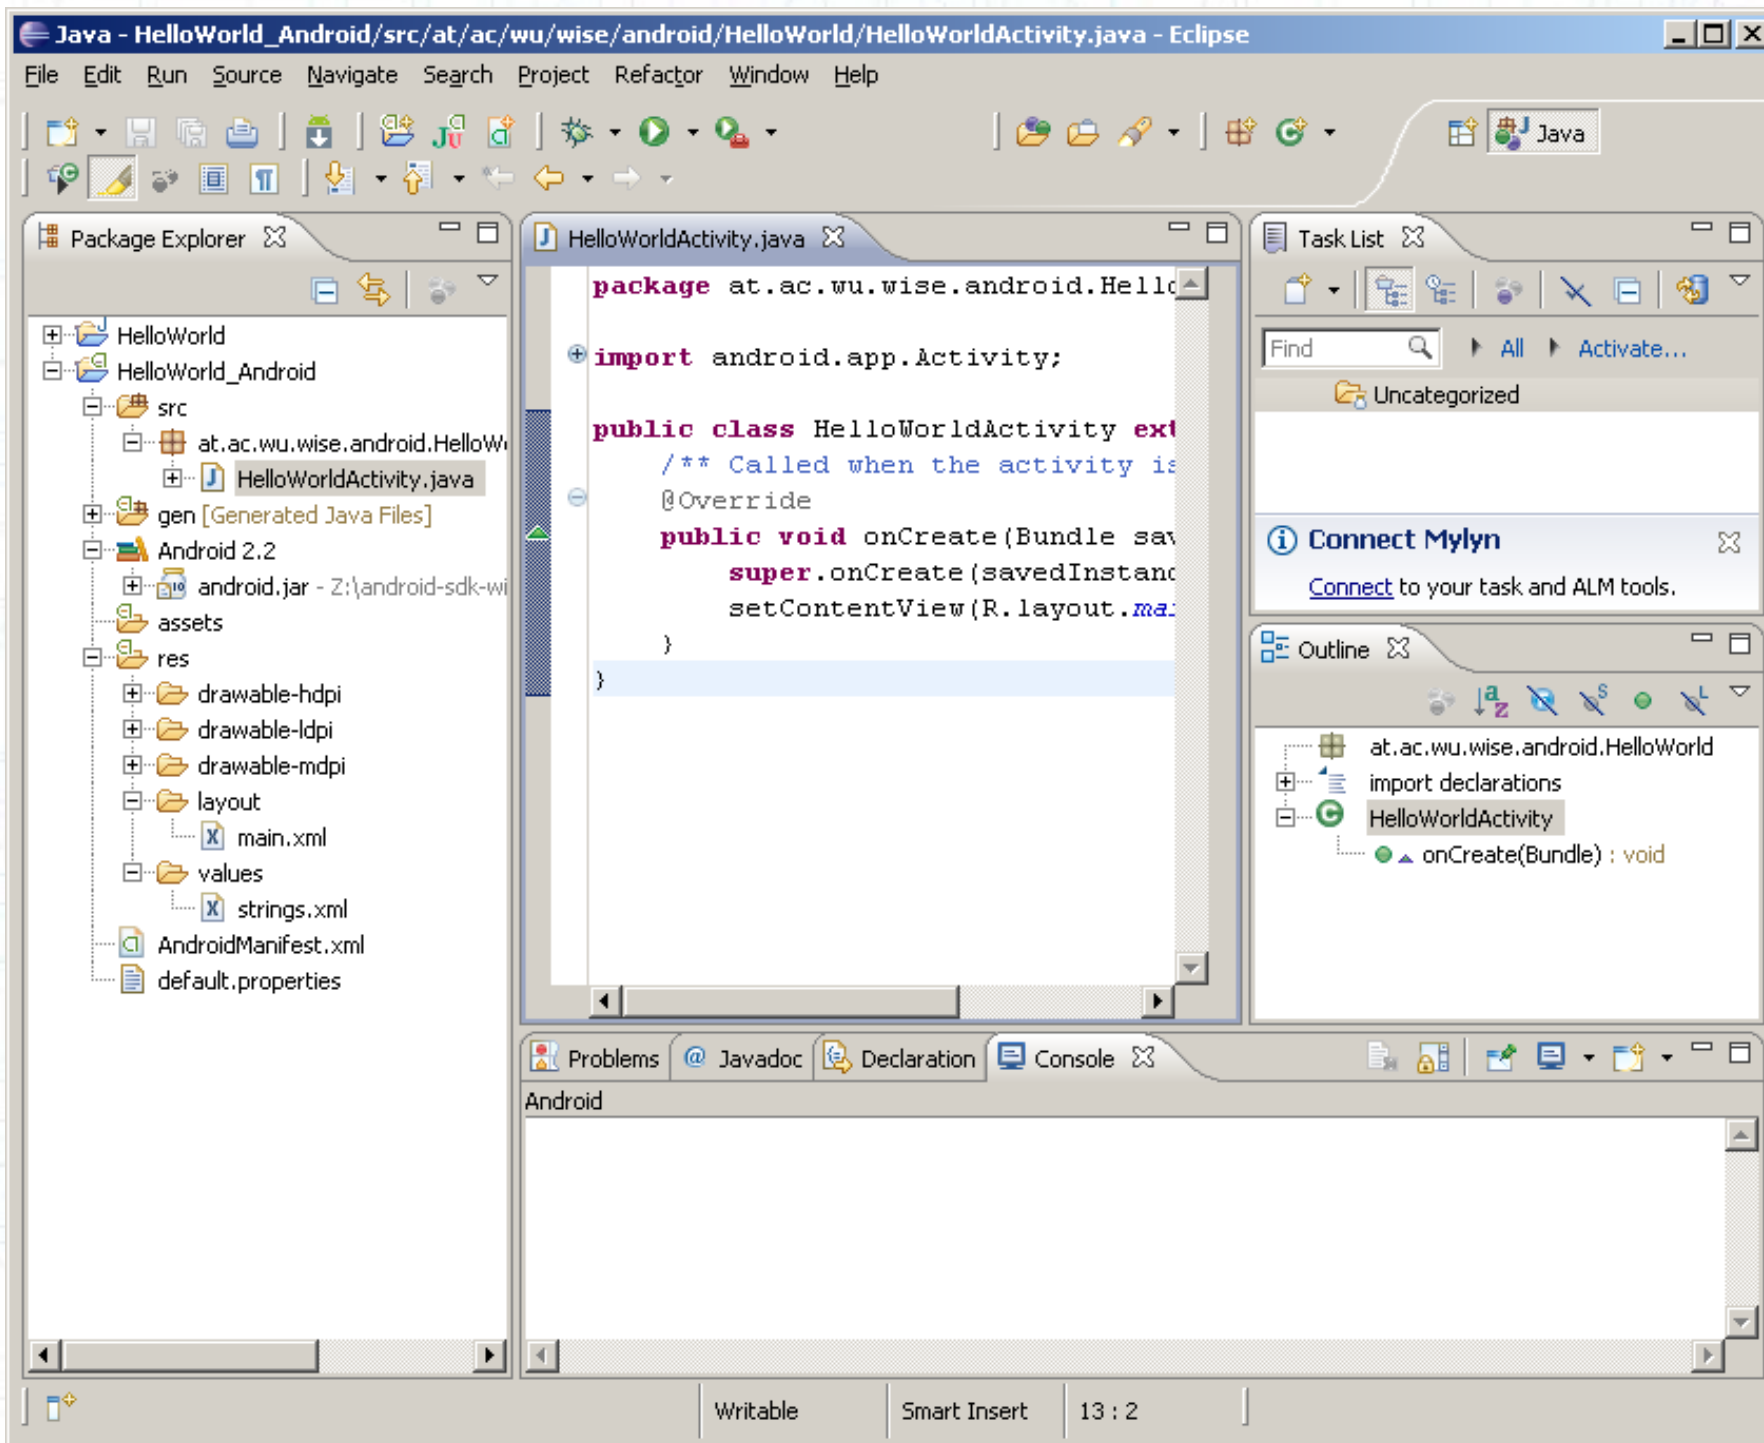 Java - HelloWorld_Android/src/at/ac/wu/wise/android/HelloWorld/HelloWorldActivity.java - Eclipse
File Edit Run Source Navigate Search Project Refactor Window Help
Java
Package Explorer
HelloWorld
HelloWorld_Android
src
at.ac.wu.wise.android.HelloW
HelloWorldActivity.java
gen [Generated Java Files]
Android 2.2
android.jar - Z:\android-sdk-wi
assets
res
drawable-hdpi
drawable-ldpi
drawable-mdpi
layout
main.xml
values
strings.xml
AndroidManifest.xml
default.properties
HelloWorldActivity.java
package at.ac.wu.wise.android.Hello
import android.app.Activity;
public class HelloWorldActivity ext
/** Called when the activity is
@Override
public void onCreate(Bundle sav
super.onCreate(savedInstanc
setContentView(R.layout.mai
}
}
Task List
Find All Activate...
Uncategorized
Connect Mylyn
Connect to your task and ALM tools.
Outline
at.ac.wu.wise.android.HelloWorld
import declarations
HelloWorldActivity
onCreate(Bundle) : void
Problems Javadoc Declaration Console
Android
Writable Smart Insert 13 : 2